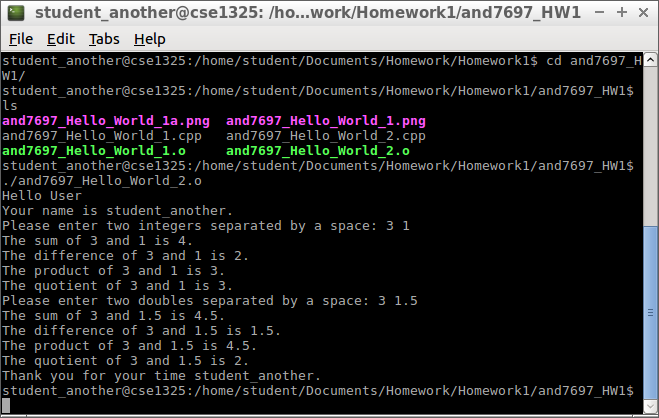 student_another@cse1325: /ho...work/Homework1/and7697_HW1
File Edit Tabs Help
student_another@cse1325:/home/student/Documents/Homework/Homework1$ cd and7697_H
W1/
student_another@cse1325:/home/student/Documents/Homework/Homework1/and7697_HW1$
ls
and7697_Hello_World_1a.png  and7697_Hello_World_1.png
and7697_Hello_World_1.cpp   and7697_Hello_World_2.cpp
and7697_Hello_World_1.o     and7697_Hello_World_2.o
student_another@cse1325:/home/student/Documents/Homework/Homework1/and7697_HW1$
./and7697_Hello_World_2.o
Hello User
Your name is student_another.
Please enter two integers separated by a space: 3 1
The sum of 3 and 1 is 4.
The difference of 3 and 1 is 2.
The product of 3 and 1 is 3.
The quotient of 3 and 1 is 3.
Please enter two doubles separated by a space: 3 1.5
The sum of 3 and 1.5 is 4.5.
The difference of 3 and 1.5 is 1.5.
The product of 3 and 1.5 is 4.5.
The quotient of 3 and 1.5 is 2.
Thank you for your time student_another.
student_another@cse1325:/home/student/Documents/Homework/Homework1/and7697_HW1$